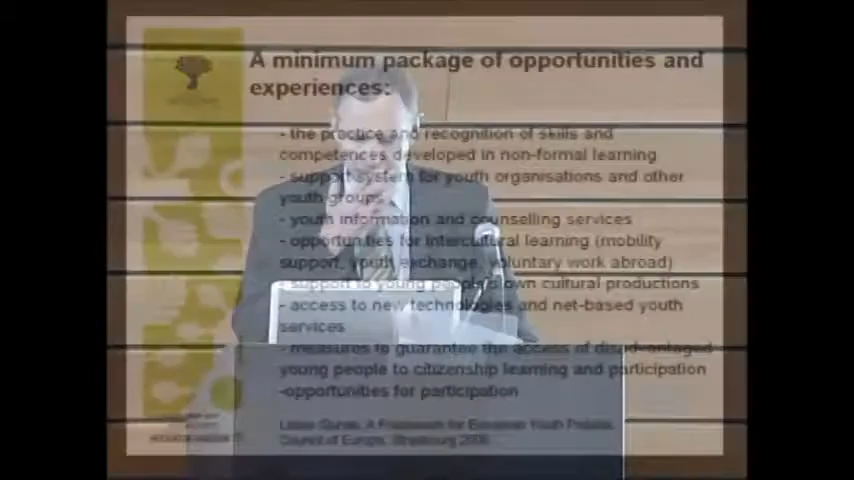 A minimum package of opportunities and
experiences:
- the practice and recognition of skills and
competences developed in non-formal learning
- support system for youth organisations and other
youth groups
- youth information and counselling services
- opportunities for intercultural learning (mobility
support, youth exchange, voluntary work abroad)
- support to young people's own cultural productions
- access to new technologies and net-based youth
services
- measures to guarantee the access of disadvantaged
young people to citizenship learning and participation
-opportunities for participation
A Framework for European Youth Policies,
Council of Europe, Strasbourg